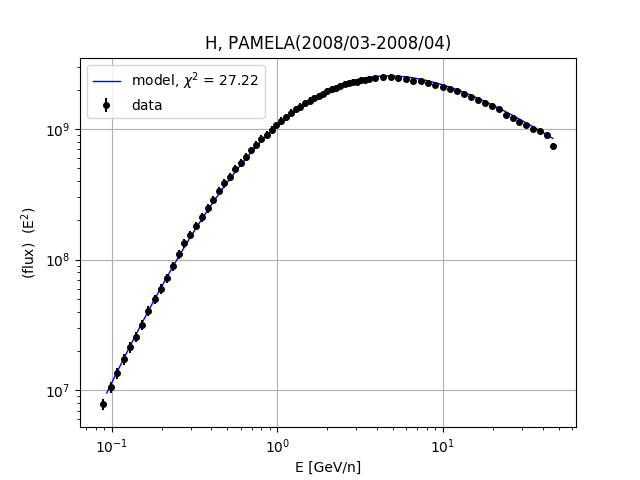 H, PAMELA(2008/03-2008/04)
model, χ² = 27.22
data
10⁹
10⁸
10⁷
(flux) (E²)
10⁻¹ 10⁰ 10¹
E [GeV/n]